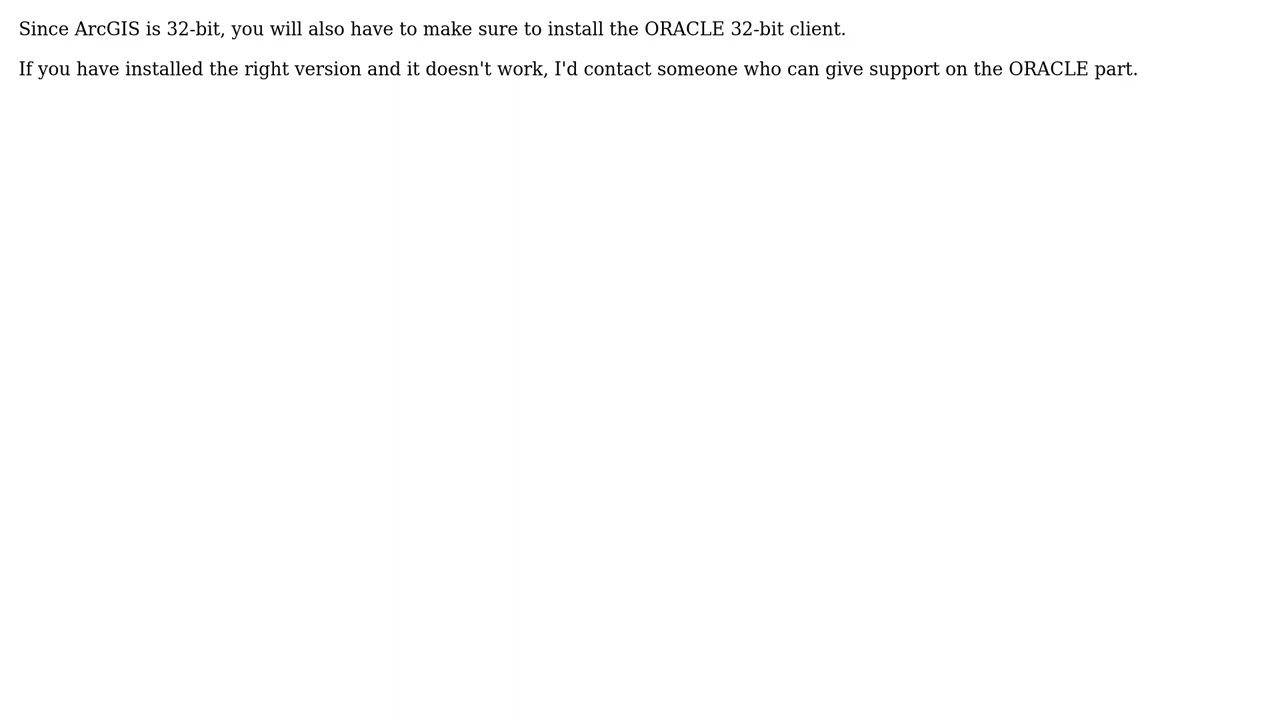 Since ArcGIS is 32-bit, you will also have to make sure to install the ORACLE 32-bit client.
If you have installed the right version and it doesn't work, I'd contact someone who can give support on the ORACLE part.